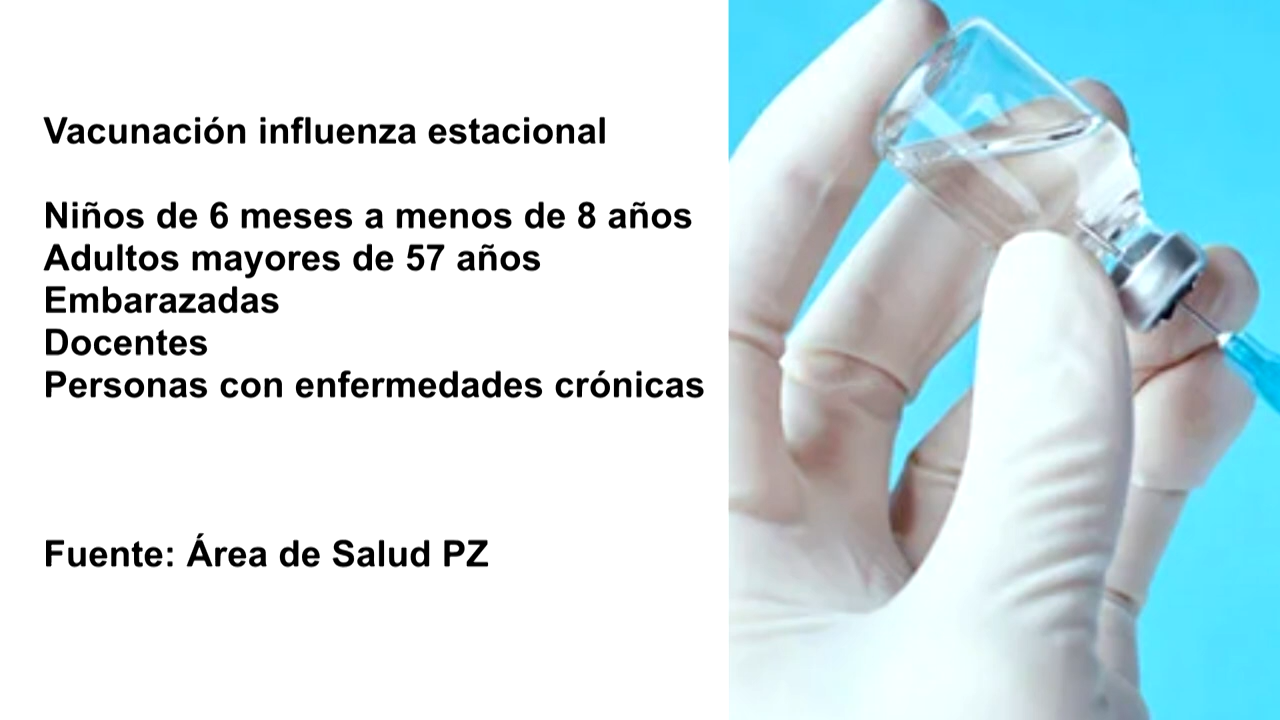 Vacunación influenza estacional
Niños de 6 meses a menos de 8 años
Adultos mayores de 57 años
Embarazadas
Docentes
Personas con enfermedades crónicas
Fuente: Área de Salud PZ